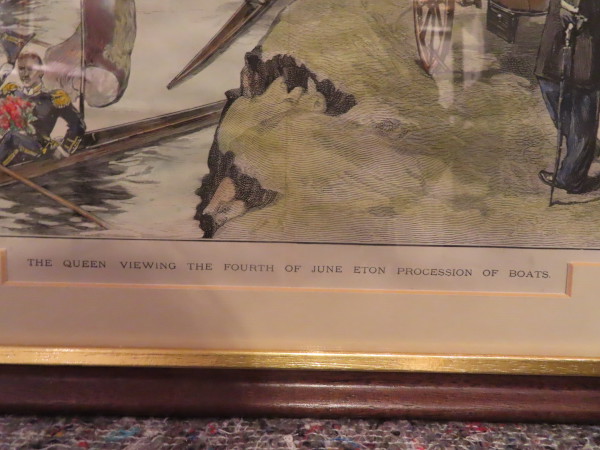 THE QUEEN VIEWING THE FOURTH OF JUNE ETON PROCESSION OF BOATS.